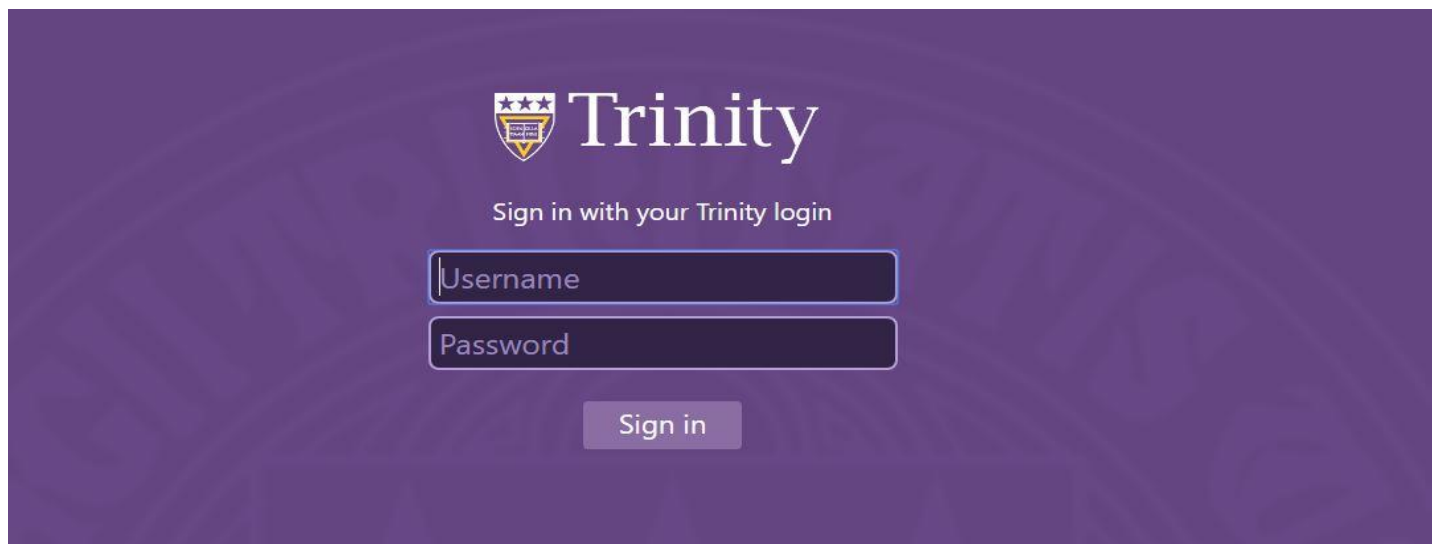 Trinity
Sign in with your Trinity login
Username
Password
Sign in